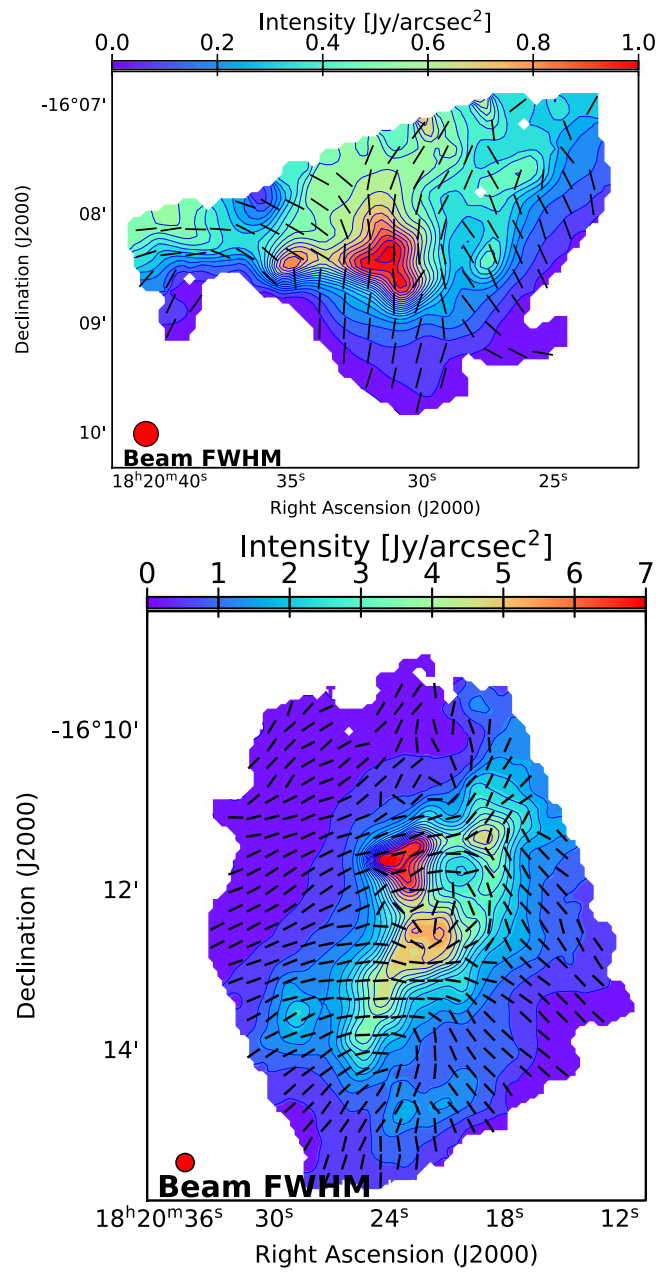 Intensity [Jy/arcsec²]
0.0 0.2 0.4 0.6 0.8 1.0
-16°07'
08'
09'
10'
Declination (J2000)
Beam FWHM
18ʰ20ᵐ40ˢ 35ˢ 30ˢ 25ˢ
Right Ascension (J2000)
Intensity [Jy/arcsec²]
0 1 2 3 4 5 6 7
-16°10'
12'
14'
Declination (J2000)
Beam FWHM
18ʰ20ᵐ36ˢ 30ˢ 24ˢ 18ˢ 12ˢ
Right Ascension (J2000)